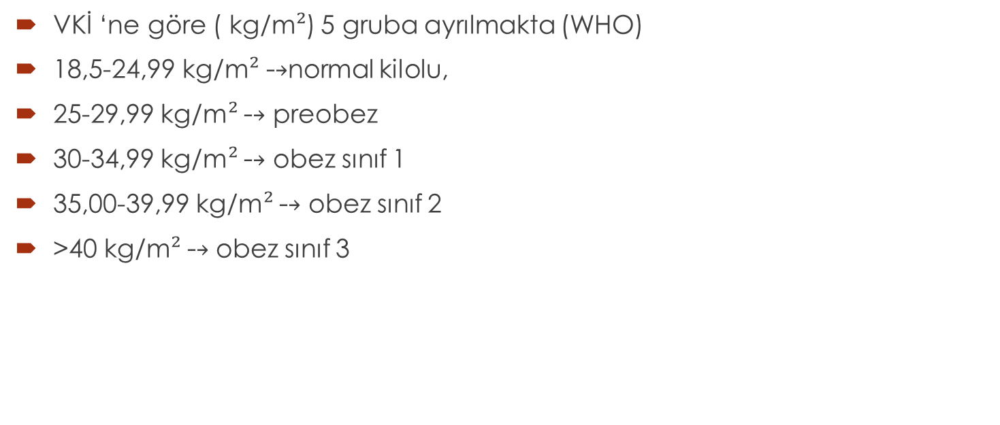 VKİ ‘ne göre ( kg/m²) 5 gruba ayrılmakta (WHO)
18,5-24,99 kg/m² -→normal kilolu,
25-29,99 kg/m² -→ preobez
30-34,99 kg/m² -→ obez sınıf 1
35,00-39,99 kg/m² -→ obez sınıf 2
>40 kg/m² -→ obez sınıf 3